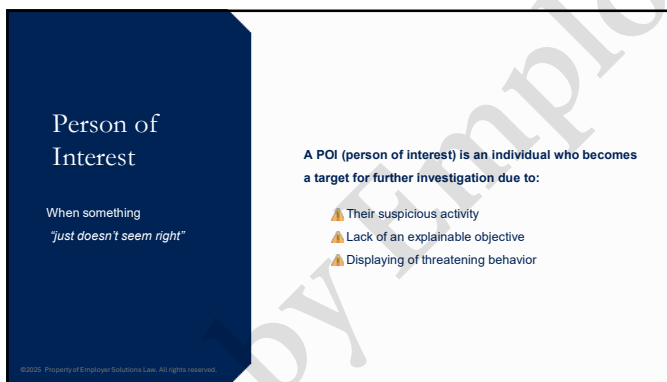 Person of
Interest
When something
“just doesn’t seem right”
©2025 Property of Employer Solutions Law. All rights reserved.
A POI (person of interest) is an individual who becomes
a target for further investigation due to:
Their suspicious activity
Lack of an explainable objective
Displaying of threatening behavior
by Emplo